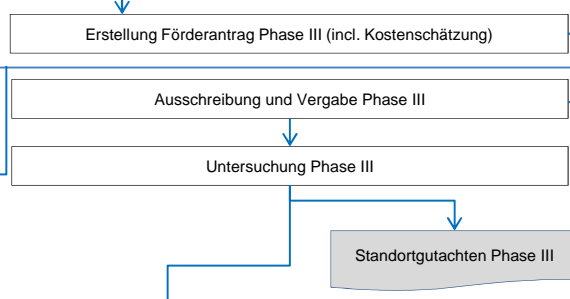 Erstellung Förderantrag Phase III (incl. Kostenschätzung)
Ausschreibung und Vergabe Phase III
Untersuchung Phase III
Standortgutachten Phase III